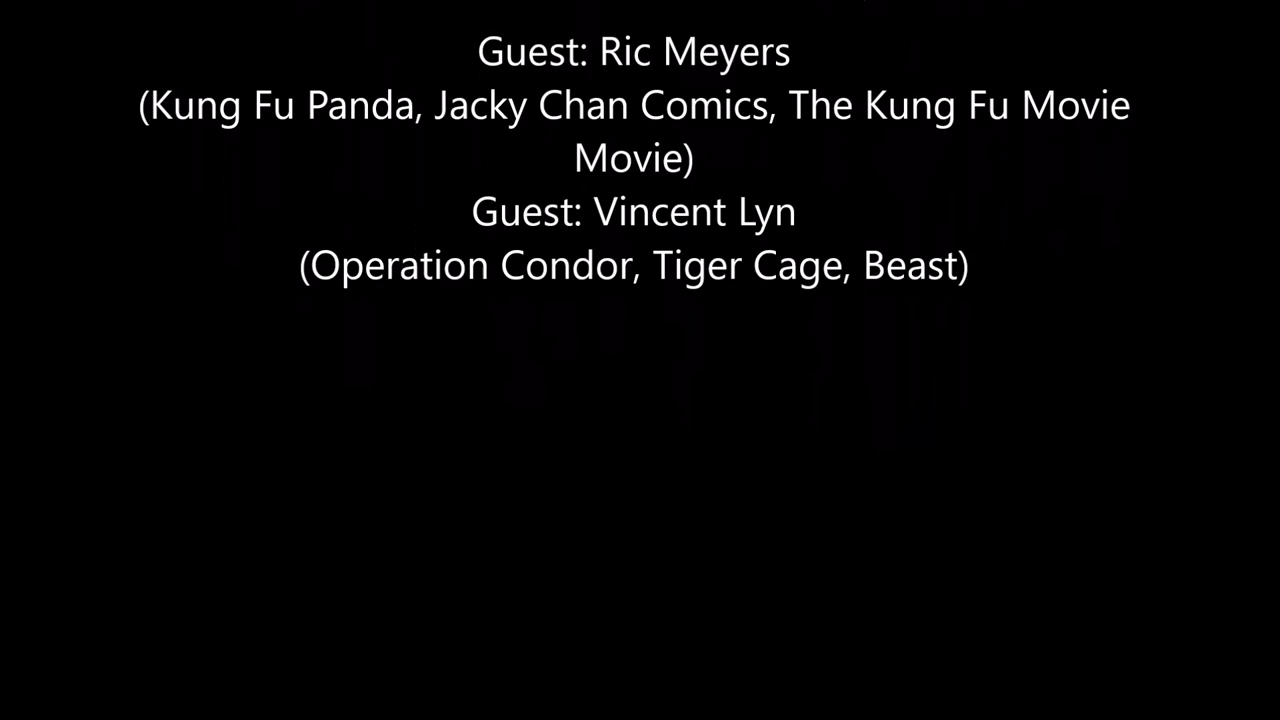 Guest: Ric Meyers
(Kung Fu Panda, Jacky Chan Comics, The Kung Fu Movie
Movie)
Guest: Vincent Lyn
(Operation Condor, Tiger Cage, Beast)